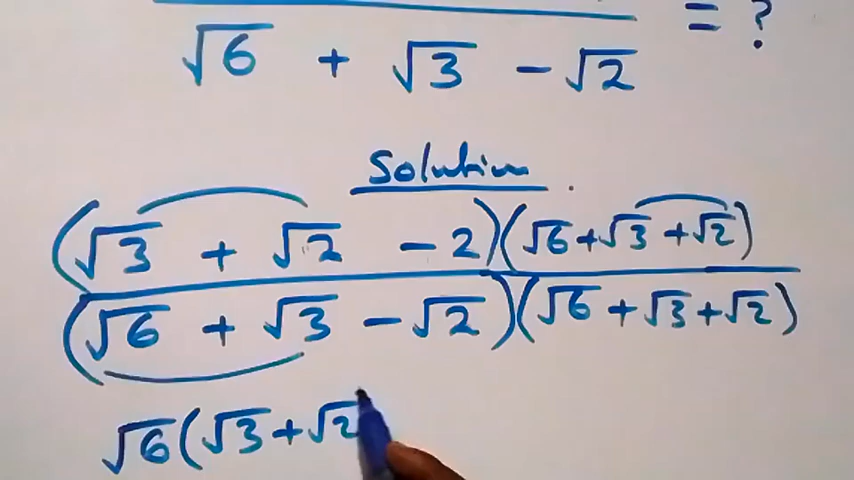 = ?
√6 + √3 - √2
Solution
(√3 + √2 - 2)(√6 + √3 + √2)
(√6 + √3 - √2)(√6 + √3 + √2)
√6(√3 + √2